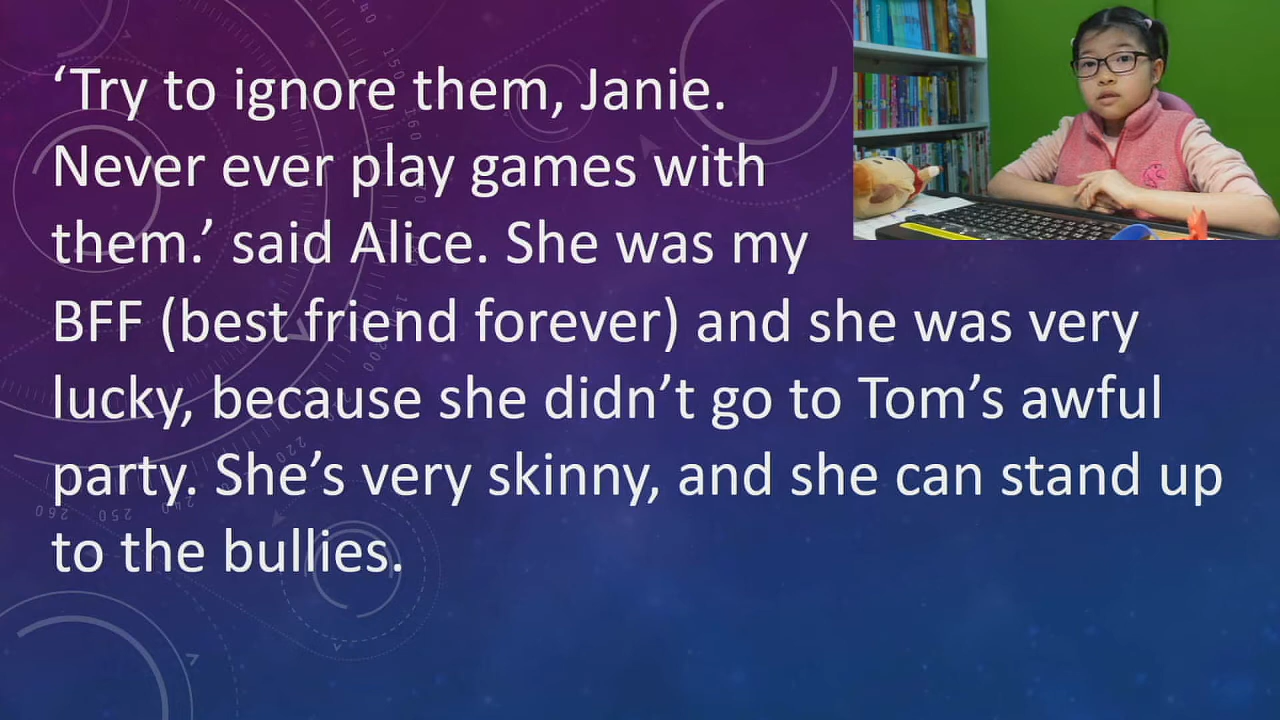 ‘Try to ignore them, Janie.
Never ever play games with
them.’ said Alice. She was my
BFF (best friend forever) and she was very
lucky, because she didn’t go to Tom’s awful
party. She’s very skinny, and she can stand up
to the bullies.